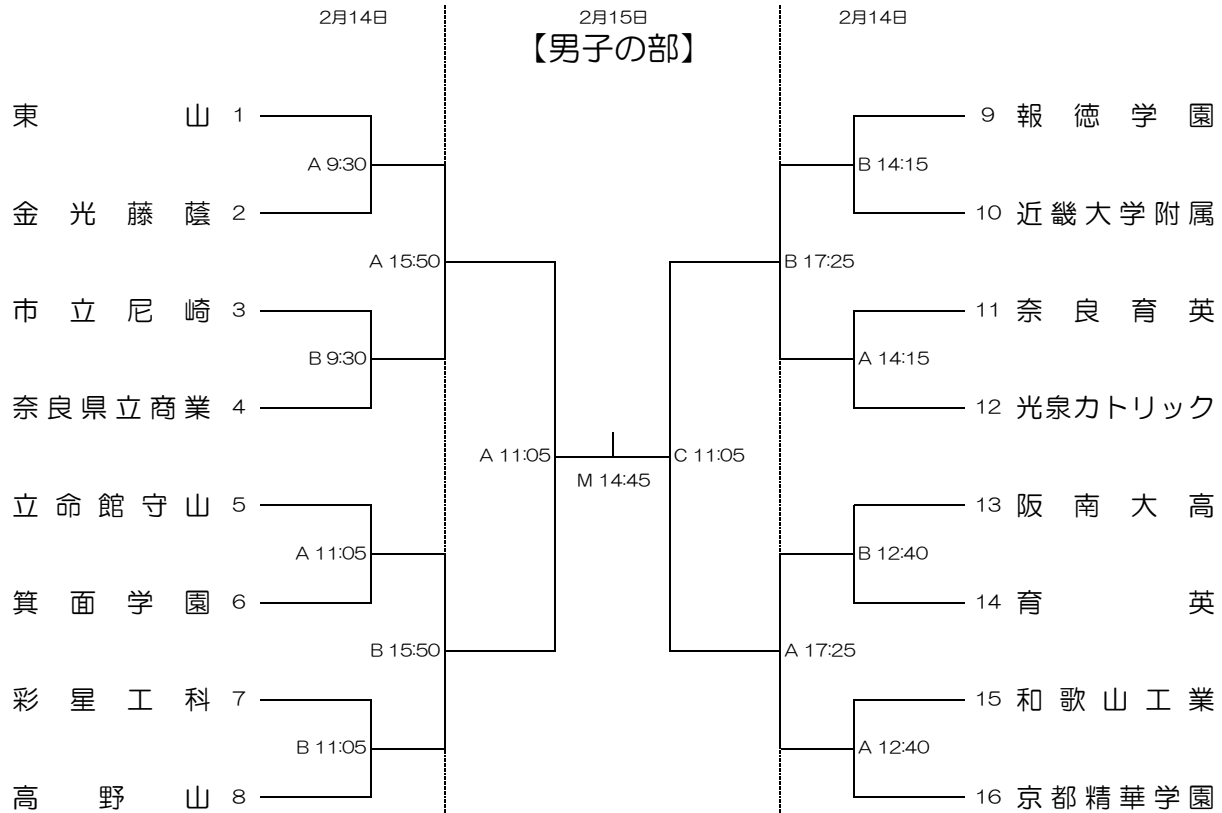 2月14日 2月15日 2月14日
【男子の部】
東山 1
9 報徳学園
A 9:30
B 14:15
金光藤蔭 2
10 近畿大学附属
A 15:50
B 17:25
市立尼崎 3
11 奈良育英
B 9:30
A 14:15
奈良県立商業 4
12 光泉カトリック
A 11:05
C 11:05
M 14:45
立命館守山 5
13 阪南大高
A 11:05
B 12:40
箕面学園 6
14 育英
B 15:50
A 17:25
彩星工科 7
15 和歌山工業
B 11:05
A 12:40
高野山 8
16 京都精華学園